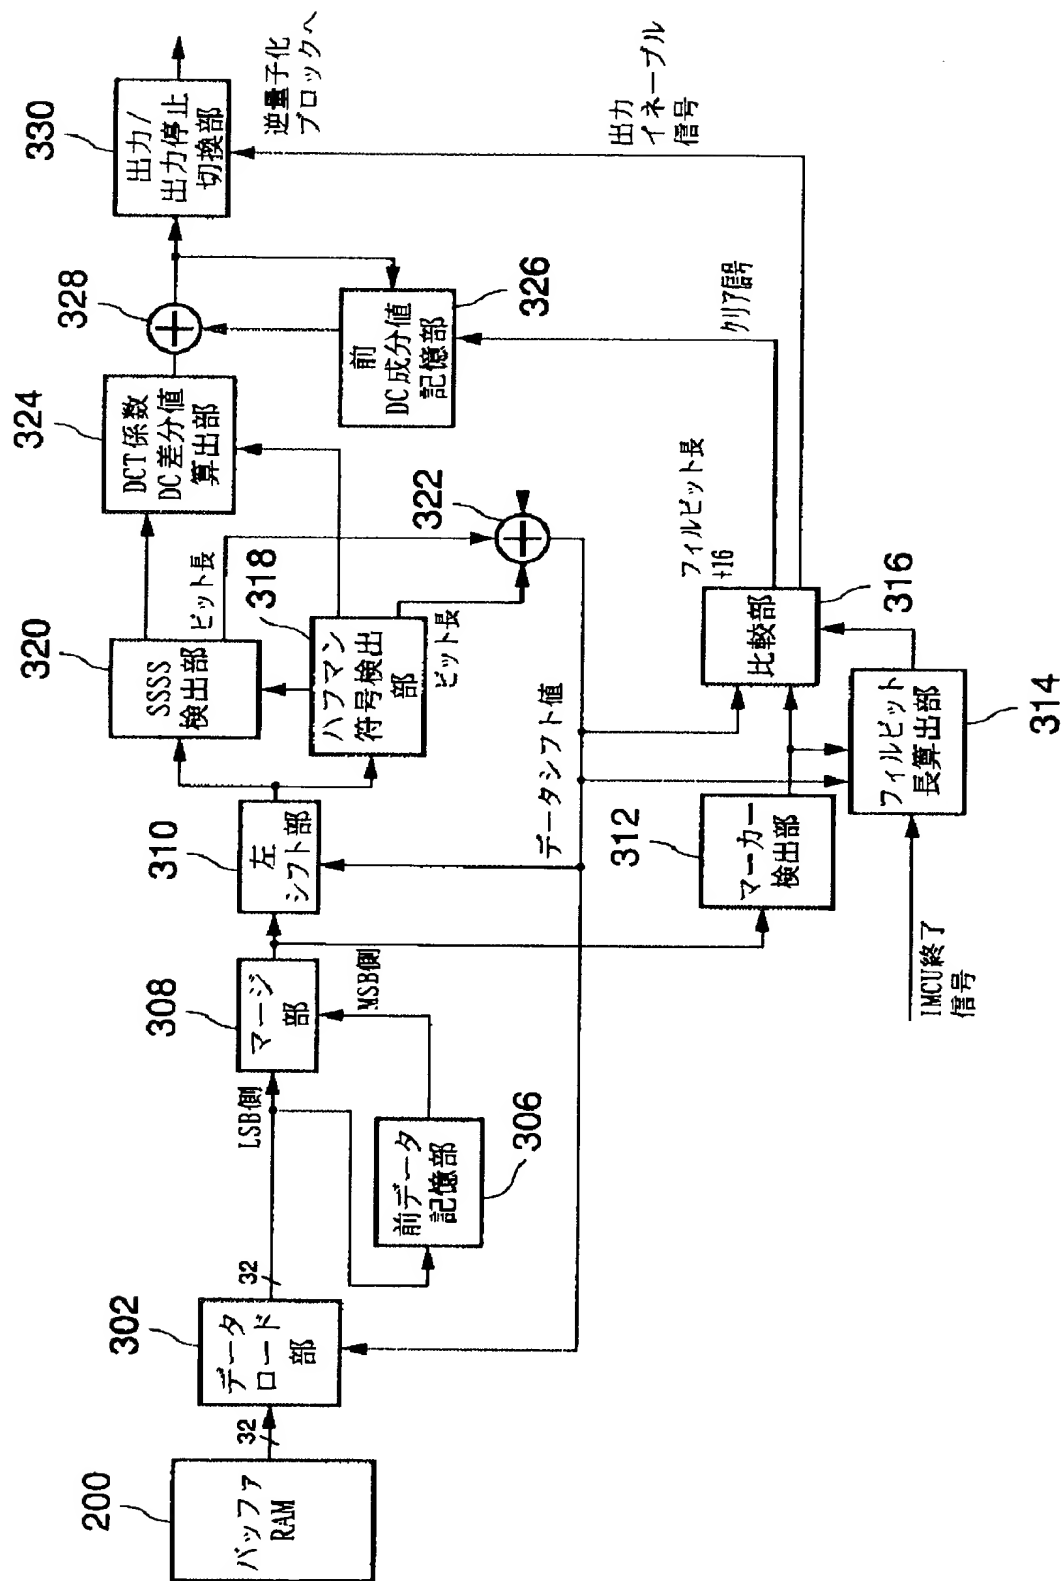 200
バッファ
RAM
32
302
データ
ロード
部
32
LSB側
306
前データ
記憶部
MSB側
308
マージ
部
310
左
シフト部
312
マーカー
検出部
IMCU終了
信号
314
フィルビット
長算出部
316
比較部
フィルビット長
+16
データシフト値
318
ハフマン
符号検出
部
ビット長
320
SSSS
検出部
ビット長
322
324
DCT係数
DC差分値
算出部
326
前
DC成分値
記憶部
クリア信号
328
330
出力/
出力停止
切換部
逆量子化
ブロックへ
出力
イネーブル
信号